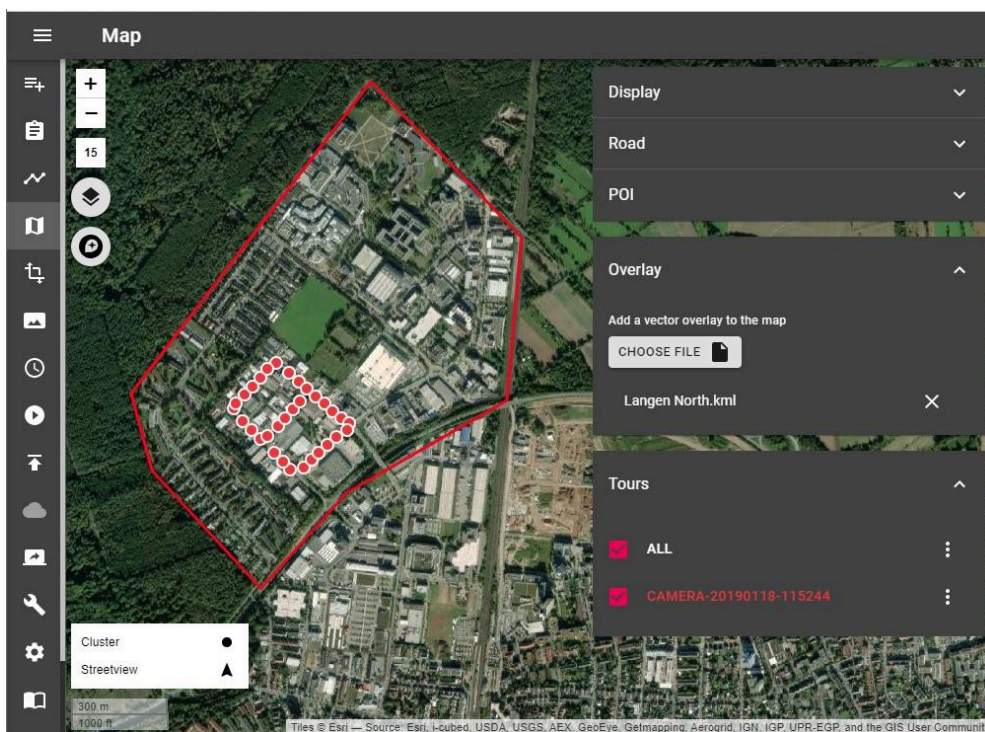 Map
+
−
15
Display
Road
POI
Overlay
Add a vector overlay to the map
CHOOSE FILE
Langen North.kml
Tours
ALL
CAMERA-20190118-115244
Cluster
Streetview
300 m
1000 ft
Tiles © Esri — Source: Esri, i-cubed, USDA, USGS, AEX, GeoEye, Getmapping, Aerogrid, IGN, IGP, UPR-EGP, and the GIS User Communit